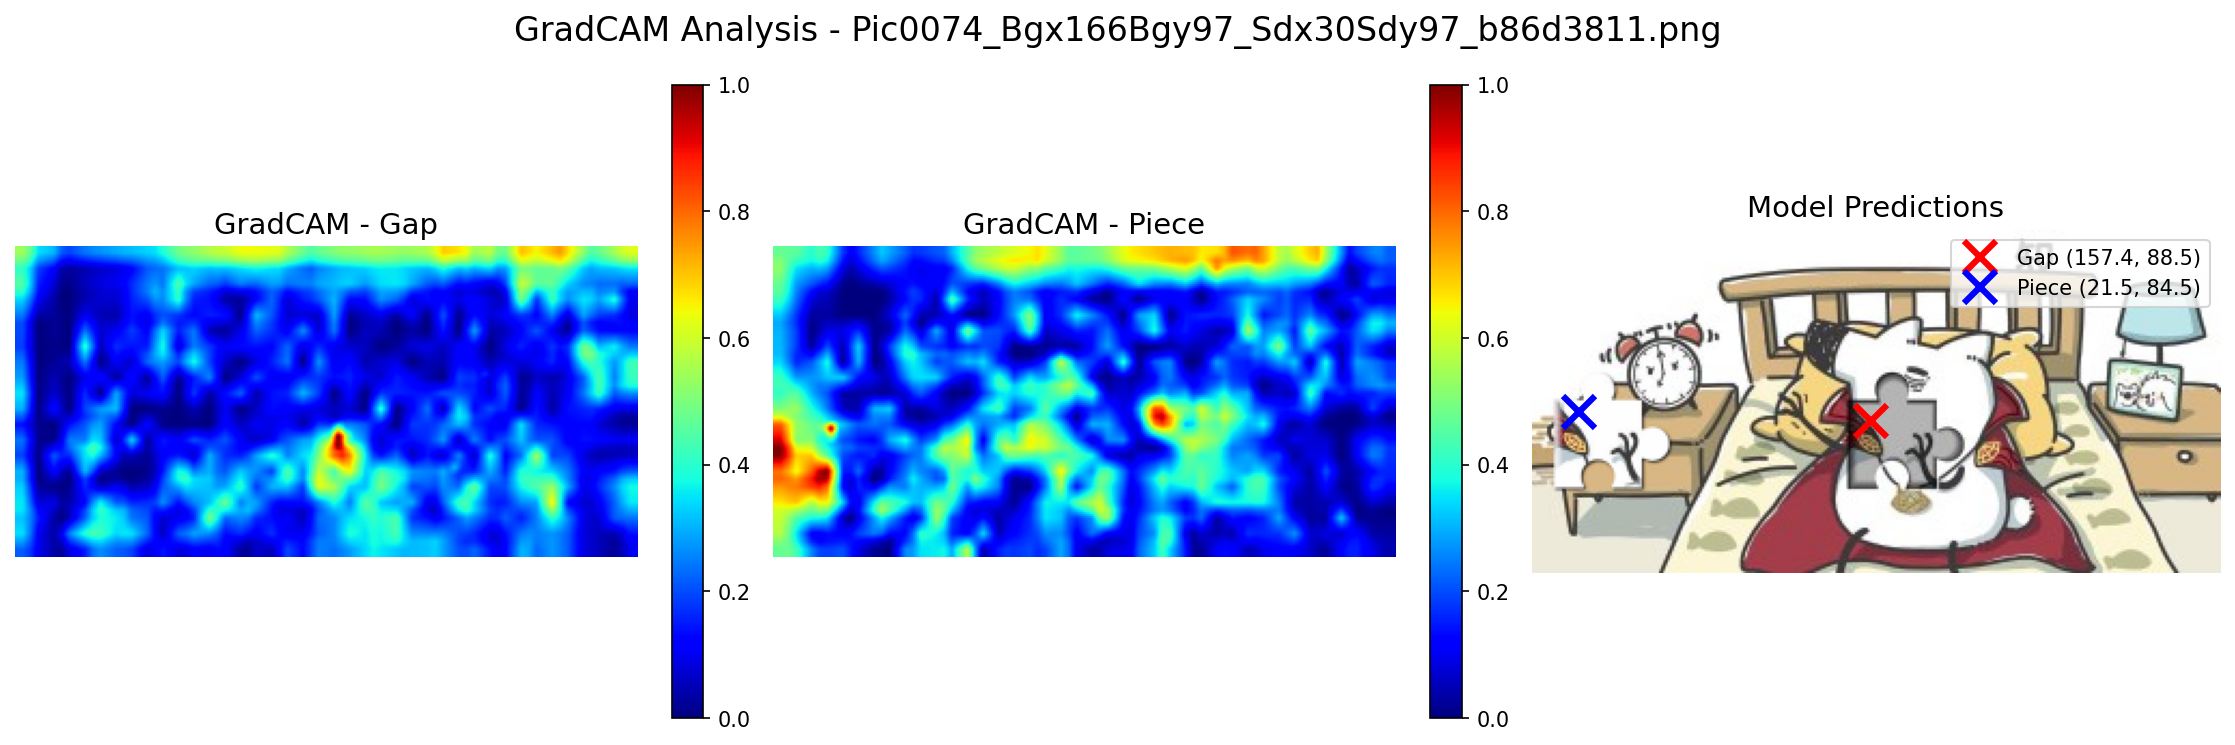 GradCAM Analysis - Pic0074_Bgx166Bgy97_Sdx30Sdy97_b86d3811.png
GradCAM - Gap
1.0
0.8
0.6
0.4
0.2
0.0
GradCAM - Piece
1.0
0.8
0.6
0.4
0.2
0.0
Model Predictions
Gap (157.4, 88.5)
Piece (21.5, 84.5)